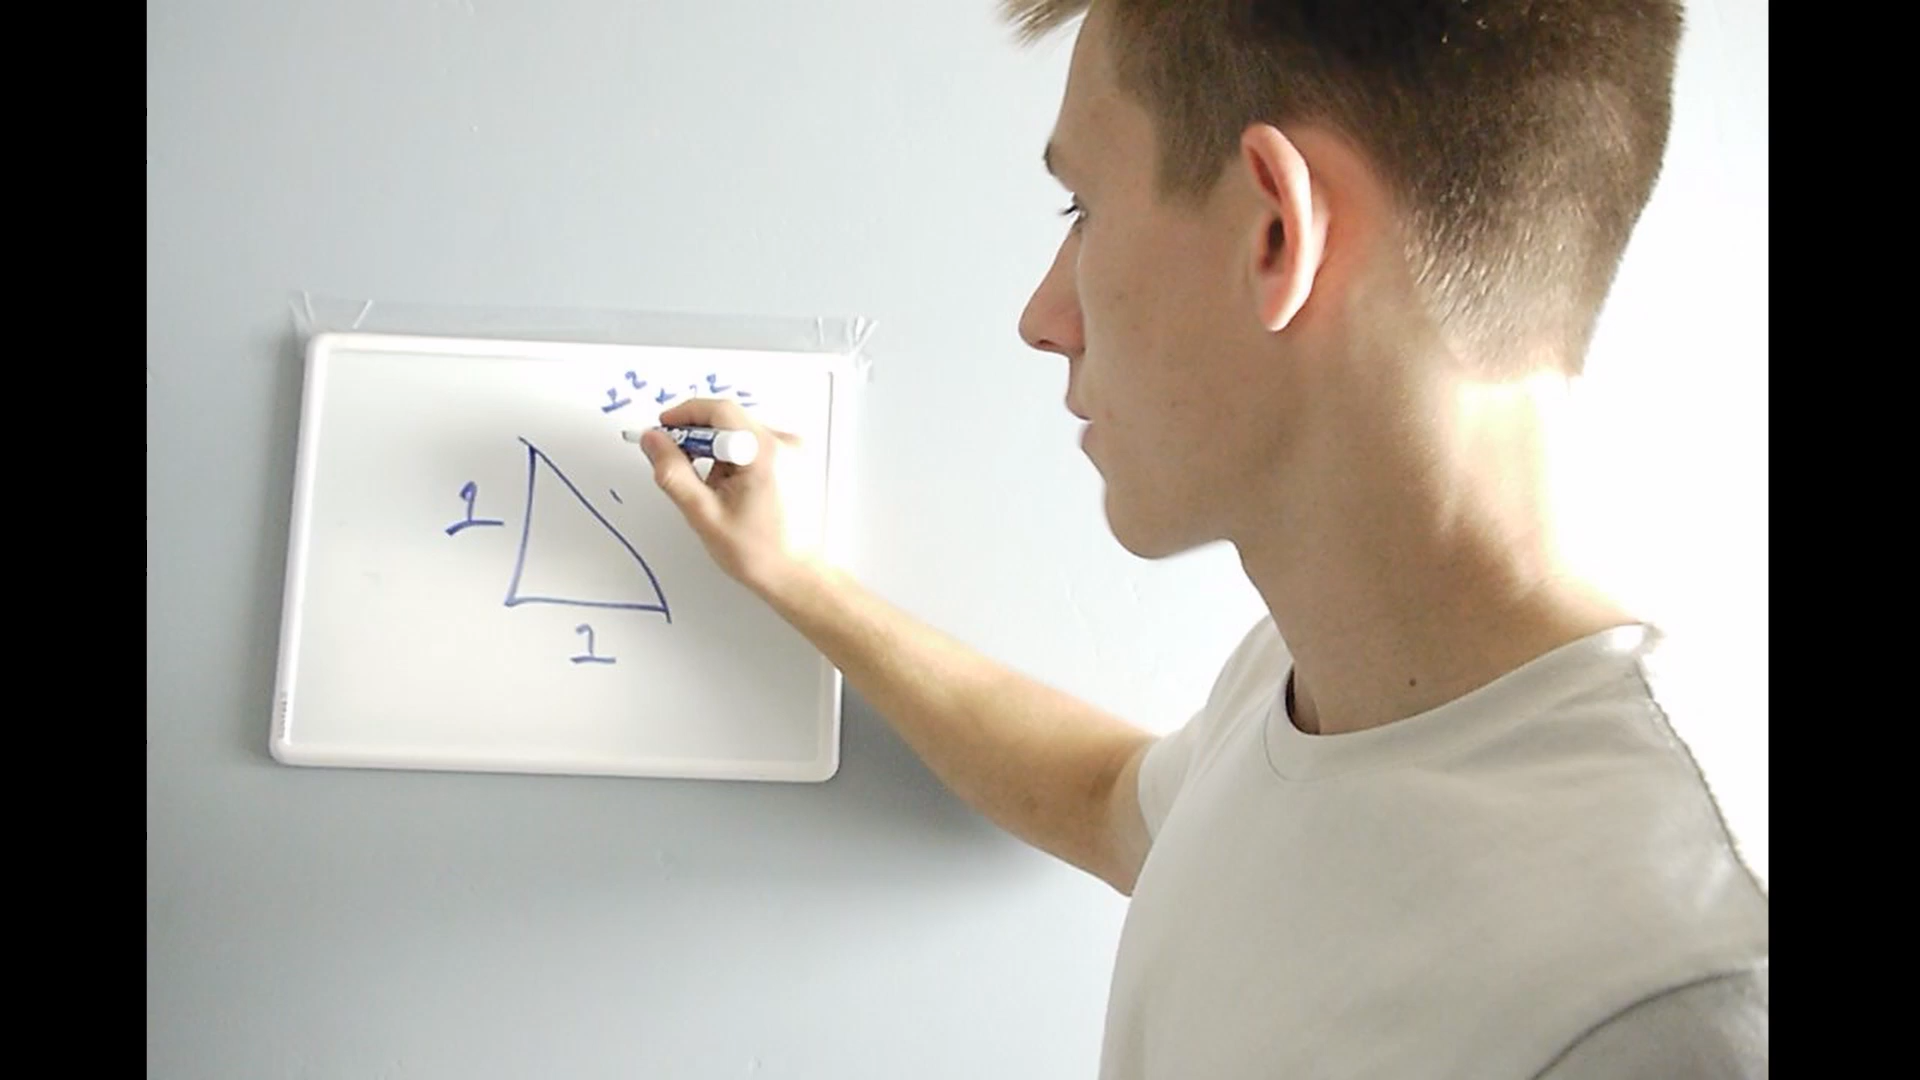 1² + 1² =
1
1